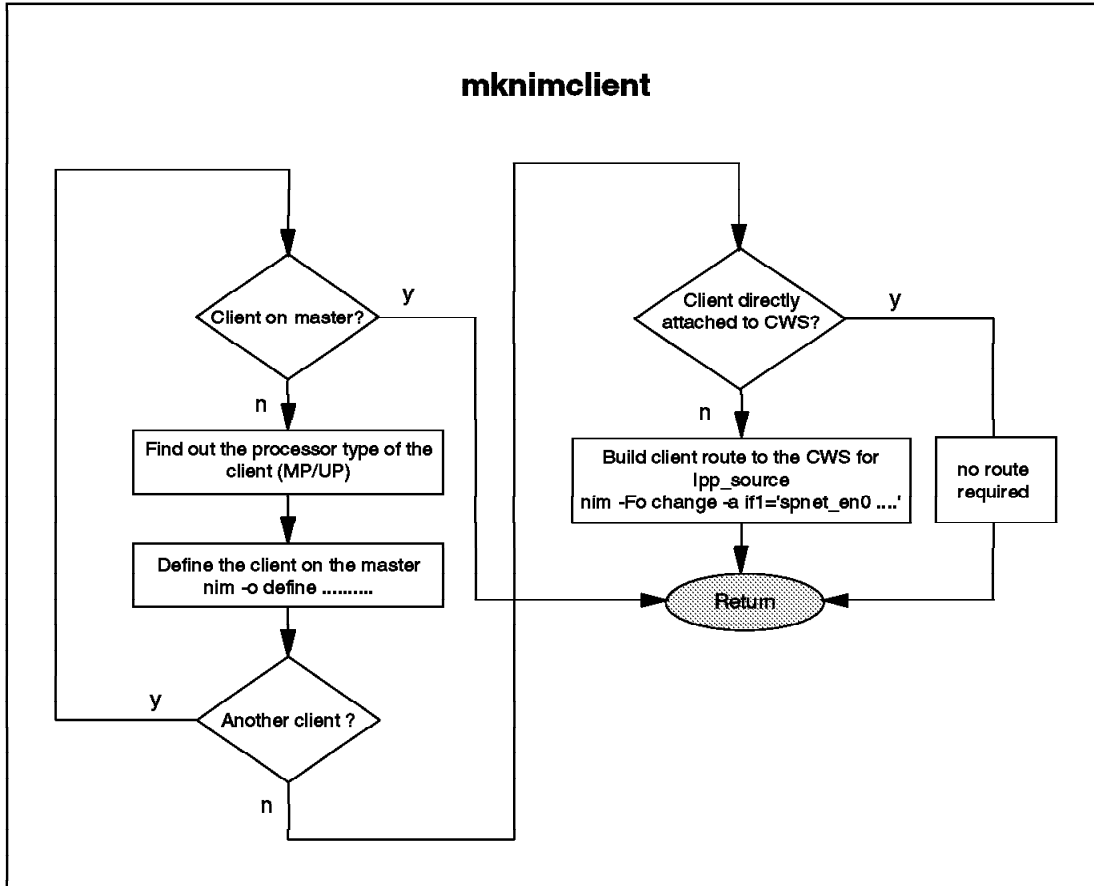 mknimclient
Client on master?
y
n
Find out the processor type of the
client (MP/UP)
Define the client on the master
nim -o define ..........
Another client ?
y
n
Client directly
attached to CWS?
y
n
Build client route to the CWS for
lpp_source
nim -Fo change -a if1='spnet_en0 ....'
no route
required
Return